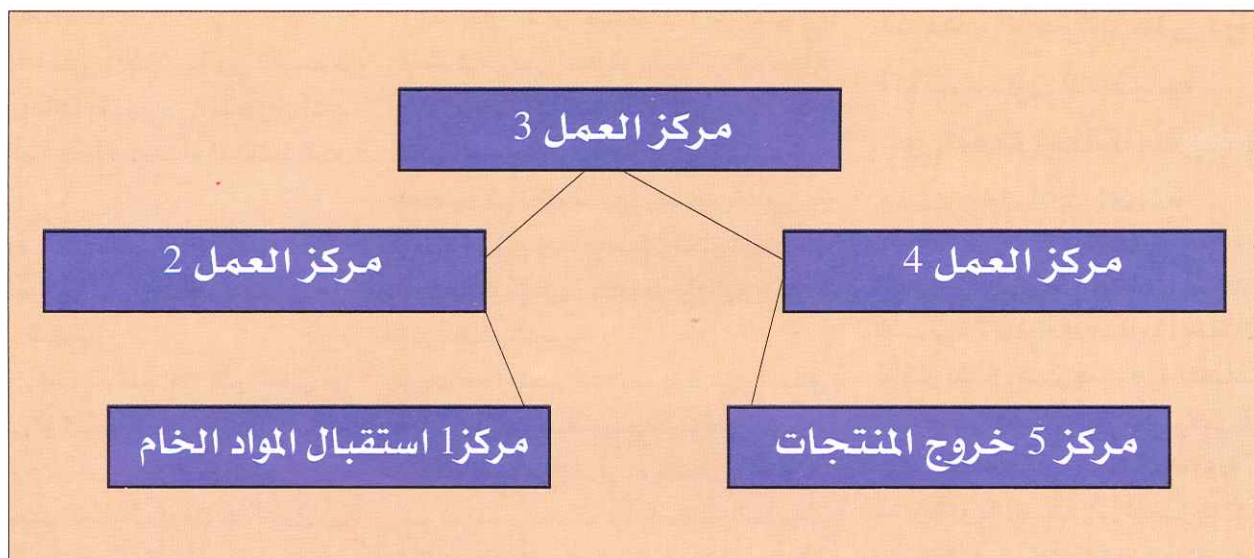 مركز العمل 3
مركز العمل 4
مركز العمل 2
مركز 5 خروج المنتجات
مركز1 استقبال المواد الخام